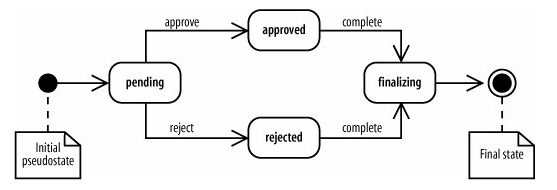 approve
approved
complete
pending
finalizing
reject
rejected
complete
Initial
pseudostate
Final state